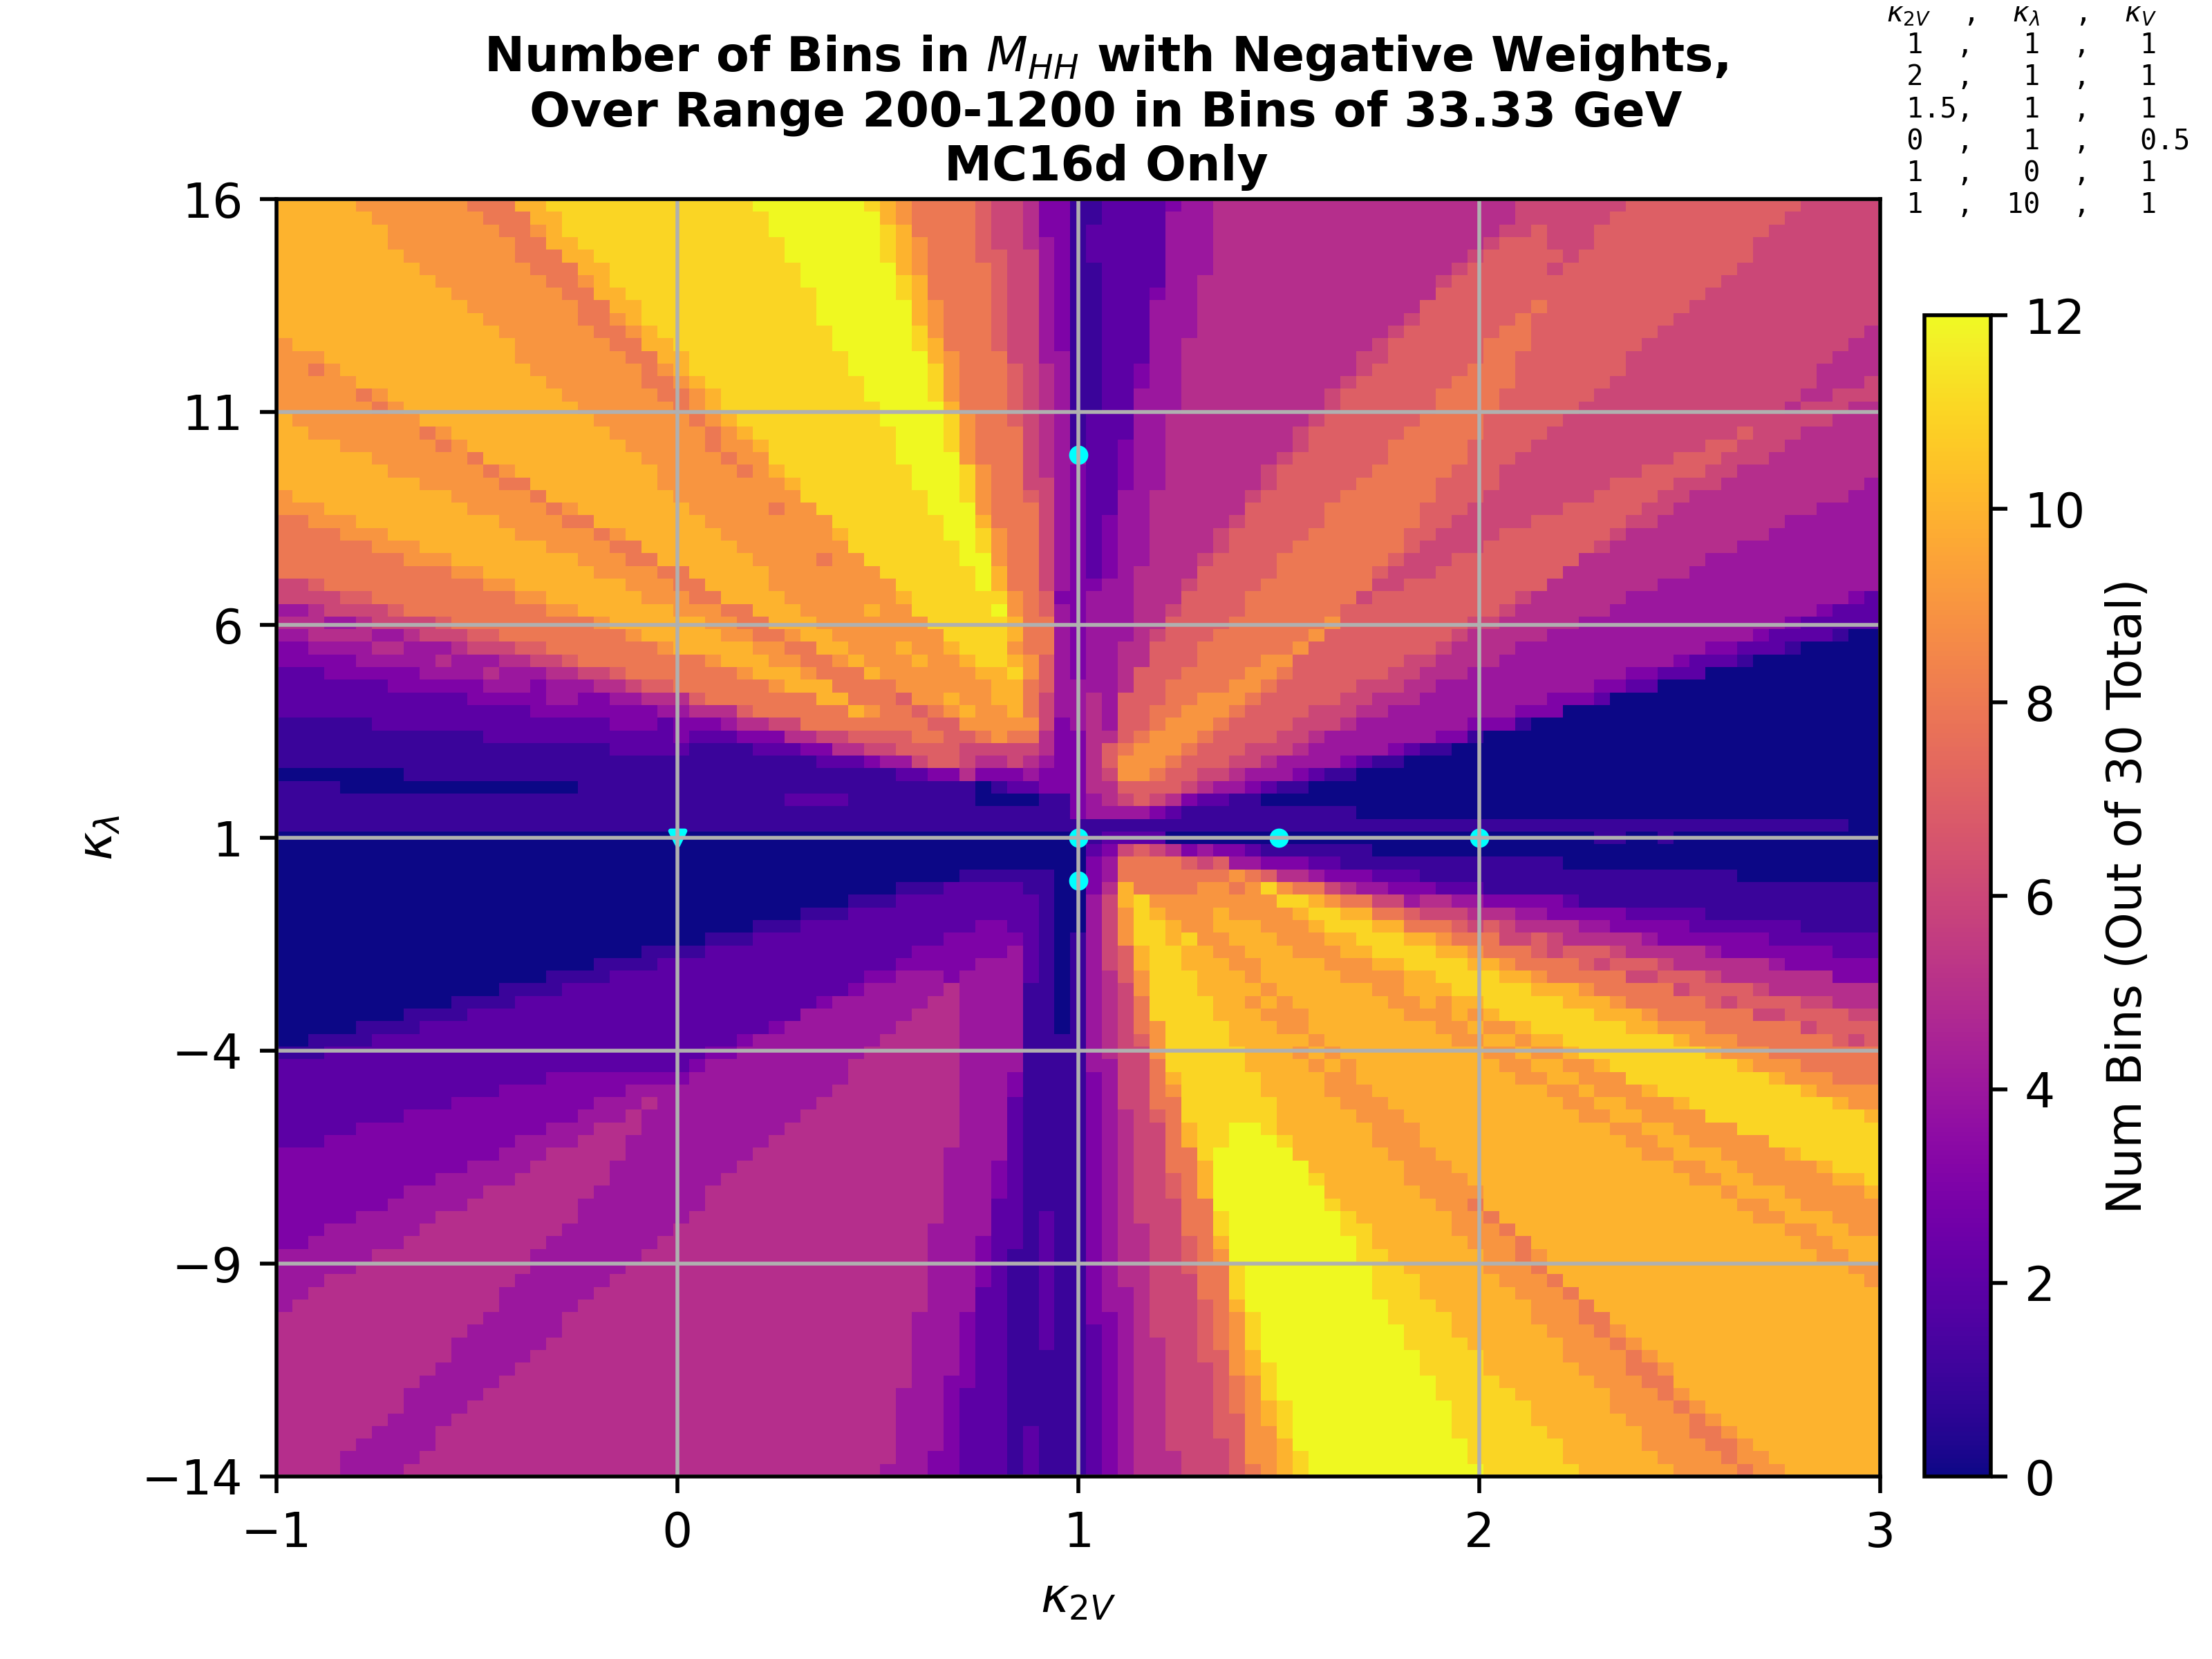 κ2V , κλ , κV
1 , 1 , 1
2 , 1 , 1
1.5, 1 , 1
0 , 1 , 0.5
1 , 0 , 1
1 , 10 , 1
Number of Bins in MHH with Negative Weights,
Over Range 200-1200 in Bins of 33.33 GeV
MC16d Only
16
11
6
1
−4
−9
−14
κλ
−1 0 1 2 3
κ2V
12
10
8
6
4
2
0
Num Bins (Out of 30 Total)